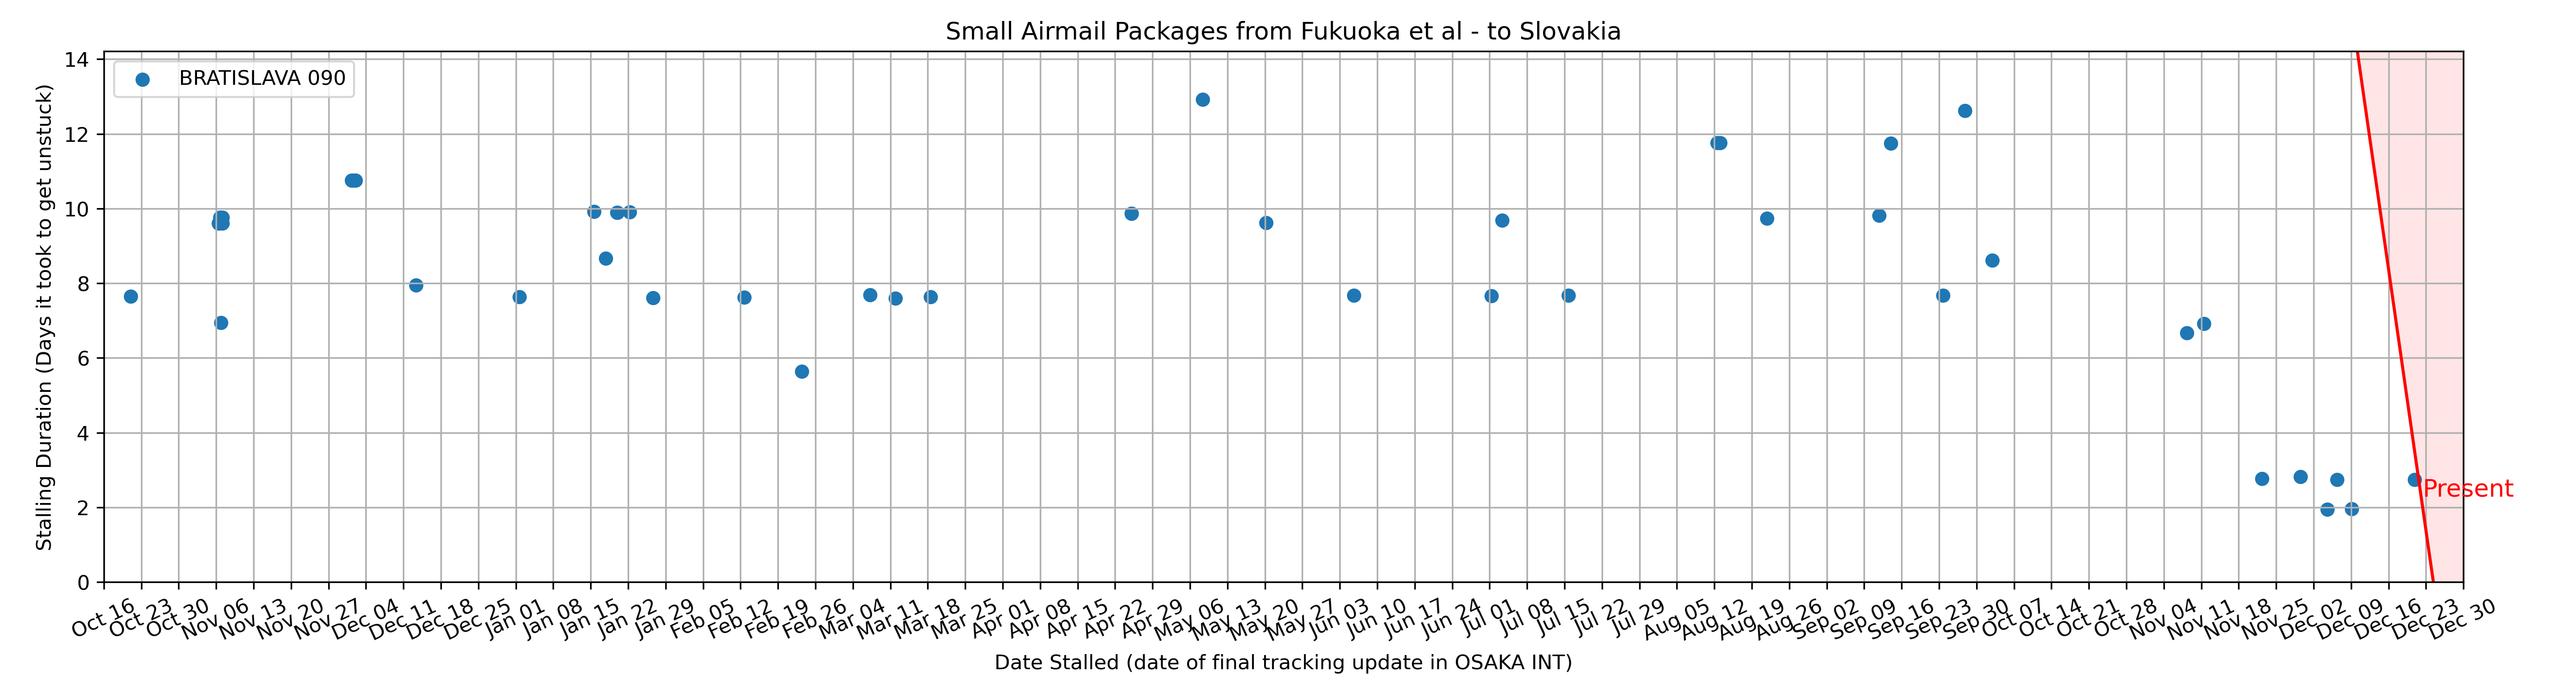 Small Airmail Packages from Fukuoka et al - to Slovakia
BRATISLAVA 090
Stalling Duration (Days it took to get unstuck)
14
12
10
8
6
4
2
0
Present
Oct 16 Oct 23 Oct 30 Nov 06 Nov 13 Nov 20 Nov 27 Dec 04 Dec 11 Dec 18 Dec 25 Jan 01 Jan 08 Jan 15 Jan 22 Jan 29 Feb 05 Feb 12 Feb 19 Feb 26 Mar 04 Mar 11 Mar 18 Mar 25 Apr 01 Apr 08 Apr 15 Apr 22 Apr 29 May 06 May 13 May 20 May 27 Jun 03 Jun 10 Jun 17 Jun 24 Jul 01 Jul 08 Jul 15 Jul 22 Jul 29 Aug 05 Aug 12 Aug 19 Aug 26 Sep 02 Sep 09 Sep 16 Sep 23 Sep 30 Oct 07 Oct 14 Oct 21 Oct 28 Nov 04 Nov 11 Nov 18 Nov 25 Dec 02 Dec 09 Dec 16 Dec 23 Dec 30
Date Stalled (date of final tracking update in OSAKA INT)